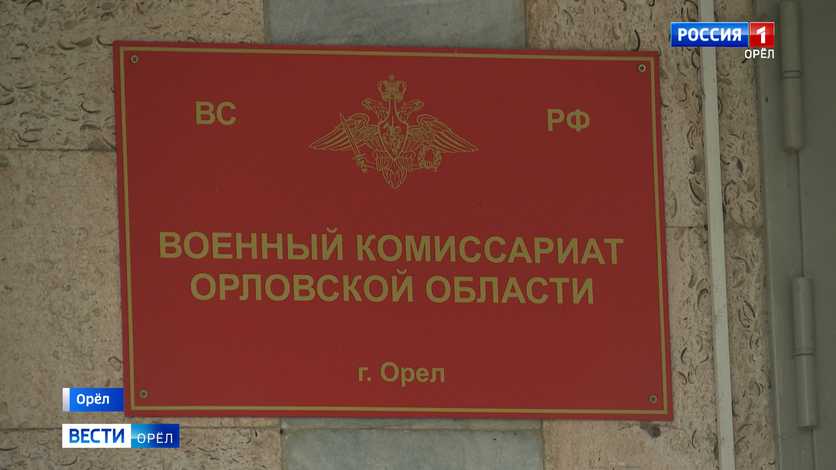 РОССИЯ 1
ОРЁЛ
ВС РФ
ВОЕННЫЙ КОМИССАРИАТ
ОРЛОВСКОЙ ОБЛАСТИ
г. Орел
Орёл
ВЕСТИ ОРЁЛ